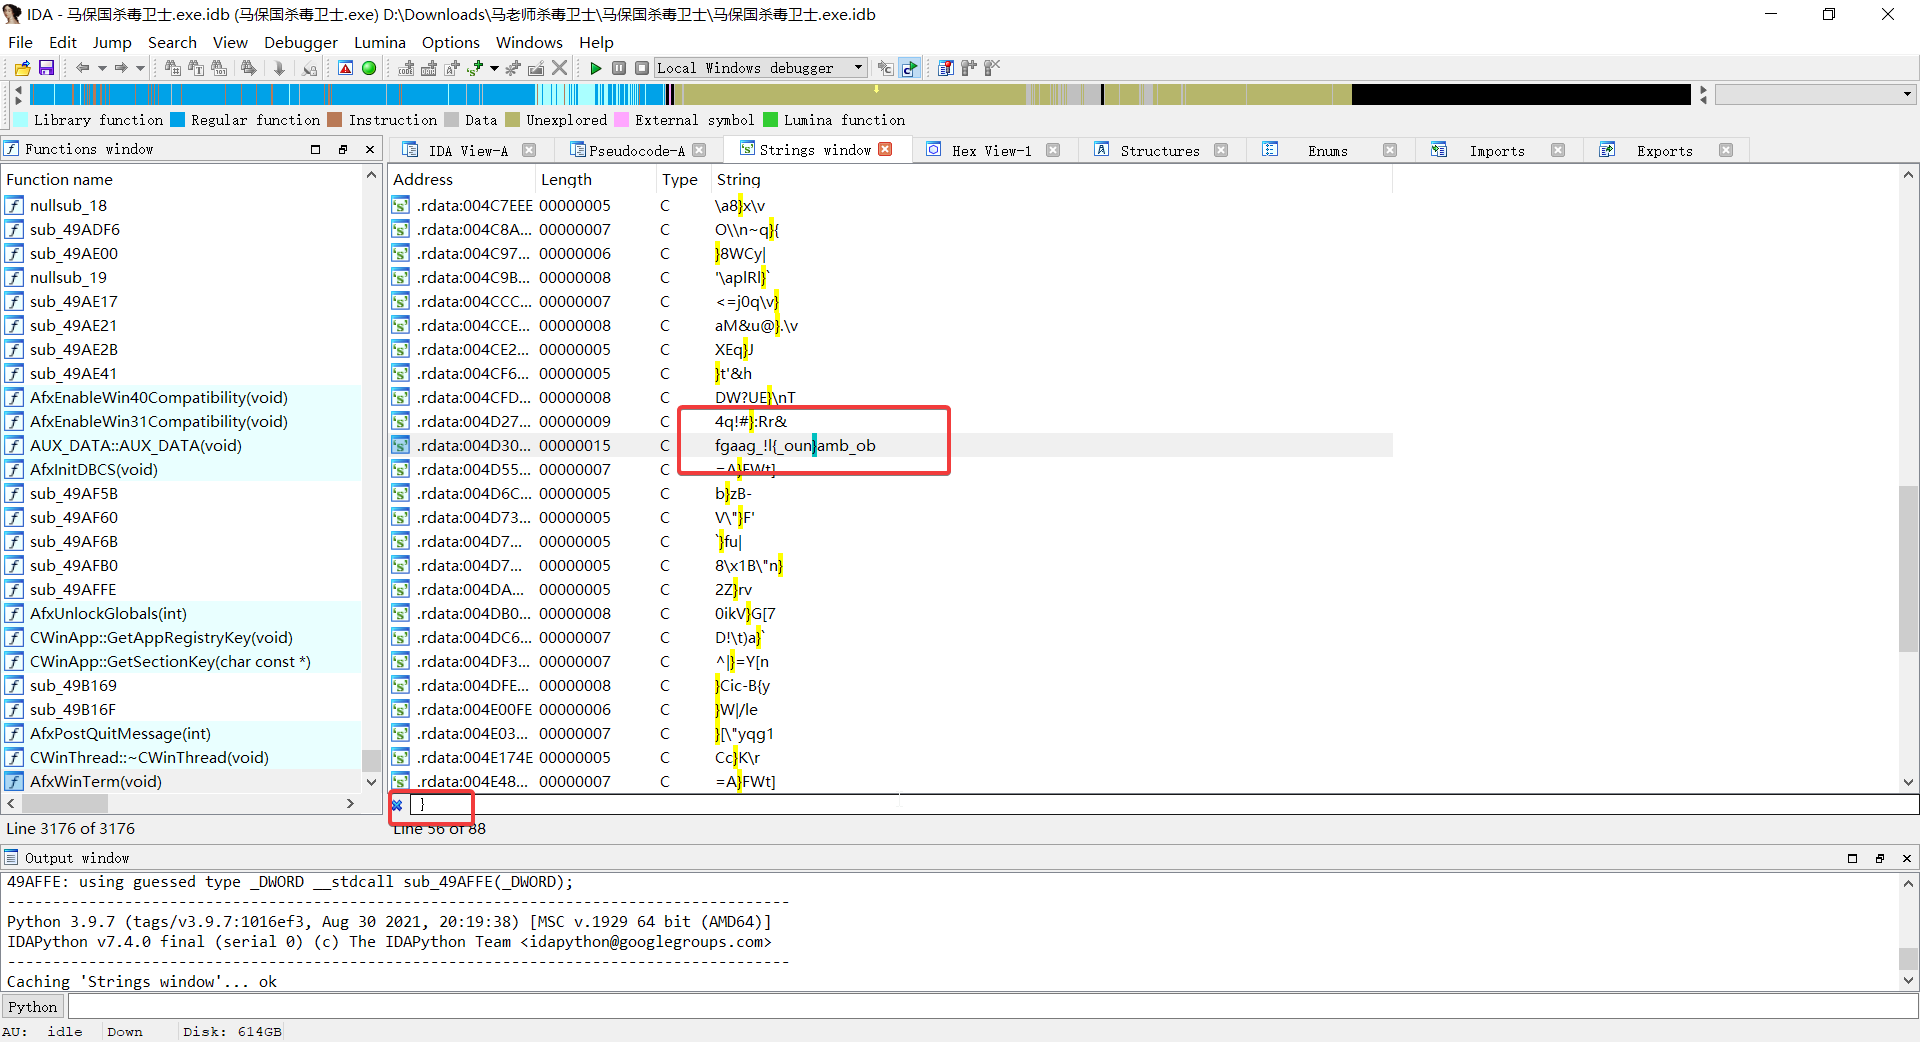 IDA - 马保国杀毒卫士.exe.idb (马保国杀毒卫士.exe) D:\Downloads\马老师杀毒卫士\马保国杀毒卫士\马保国杀毒卫士.exe.idb
File Edit Jump Search View Debugger Lumina Options Windows Help
Local Windows debugger
Library function Regular function Instruction Data Unexplored External symbol Lumina function
Functions window
IDA View-A Pseudocode-A Strings window Hex View-1 Structures Enums Imports Exports
Function name
nullsub_18
sub_49ADF6
sub_49AE00
nullsub_19
sub_49AE17
sub_49AE21
sub_49AE2B
sub_49AE41
AfxEnableWin40Compatibility(void)
AfxEnableWin31Compatibility(void)
AUX_DATA::AUX_DATA(void)
AfxInitDBCS(void)
sub_49AF5B
sub_49AF60
sub_49AF6B
sub_49AFB0
sub_49AFFE
AfxUnlockGlobals(int)
CWinApp::GetAppRegistryKey(void)
CWinApp::GetSectionKey(char const *)
sub_49B169
sub_49B16F
AfxPostQuitMessage(int)
CWinThread::~CWinThread(void)
AfxWinTerm(void)
Line 3176 of 3176
Address Length Type String
.rdata:004C7EEE 00000005 C \a8}x\v
.rdata:004C8A... 00000007 C O\\n~q}{
.rdata:004C97... 00000006 C }8WCy|
.rdata:004C9B... 00000008 C '\aplRl}`
.rdata:004CCC... 00000007 C <=j0q\v}
.rdata:004CCE... 00000008 C aM&u@}.\v
.rdata:004CE2... 00000005 C XEq}J
.rdata:004CF6... 00000005 C }t'&h
.rdata:004CFD... 00000008 C DW?UE}\nT
.rdata:004D27... 00000009 C 4q!#}:Rr&
.rdata:004D30... 00000015 C fgaag_!l{_oun}amb_ob
.rdata:004D55... 00000007 C =A}FWt]
.rdata:004D6C... 00000005 C b}zB-
.rdata:004D73... 00000005 C V\"}F'
.rdata:004D7... 00000005 C `}fu|
.rdata:004D7... 00000005 C 8\x1B\"n}
.rdata:004DA... 00000005 C 2Z}rv
.rdata:004DB0... 00000008 C 0ikV}G[7
.rdata:004DC6... 00000007 C D!\t)a}`
.rdata:004DF3... 00000007 C ^|}=Y[n
.rdata:004DFE... 00000008 C }Cic-B{y
.rdata:004E00FE 00000006 C }W|/le
.rdata:004E03... 00000007 C }[\"yqg1
.rdata:004E174E 00000005 C Cc}K\r
.rdata:004E48... 00000007 C =A}FWt]
}
Line 56 of 88
Output window
49AFFE: using guessed type _DWORD __stdcall sub_49AFFE(_DWORD);
---------------------------------------------------------------------------------------
Python 3.9.7 (tags/v3.9.7:1016ef3, Aug 30 2021, 20:19:38) [MSC v.1929 64 bit (AMD64)]
IDAPython v7.4.0 final (serial 0) (c) The IDAPython Team <idapython@googlegroups.com>
---------------------------------------------------------------------------------------
Caching 'Strings window'... ok
Python
AU: idle Down Disk: 614GB